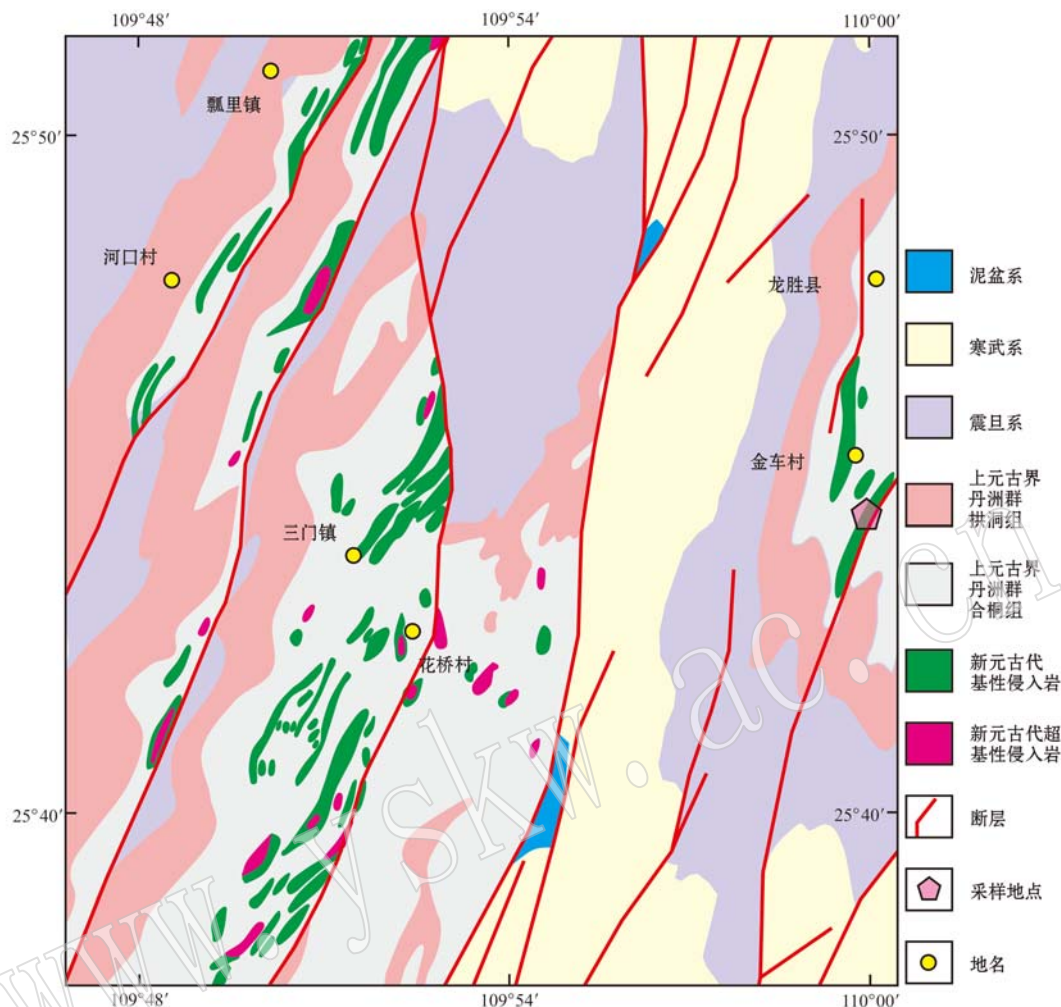 109°48′ 109°54′ 110°00′
瓢里镇
25°50′ 25°50′
河口村
龙胜县
泥盆系
寒武系
震旦系
金车村
上元古界
丹洲群
拱洞组
三门镇
上元古界
丹洲群
合桐组
花桥村
新元古代
基性侵入岩
新元古代超
基性侵入岩
25°40′ 25°40′
断层
采样地点
地名
109°48′ 109°54′ 110°00′
www.yskw.ac.cn